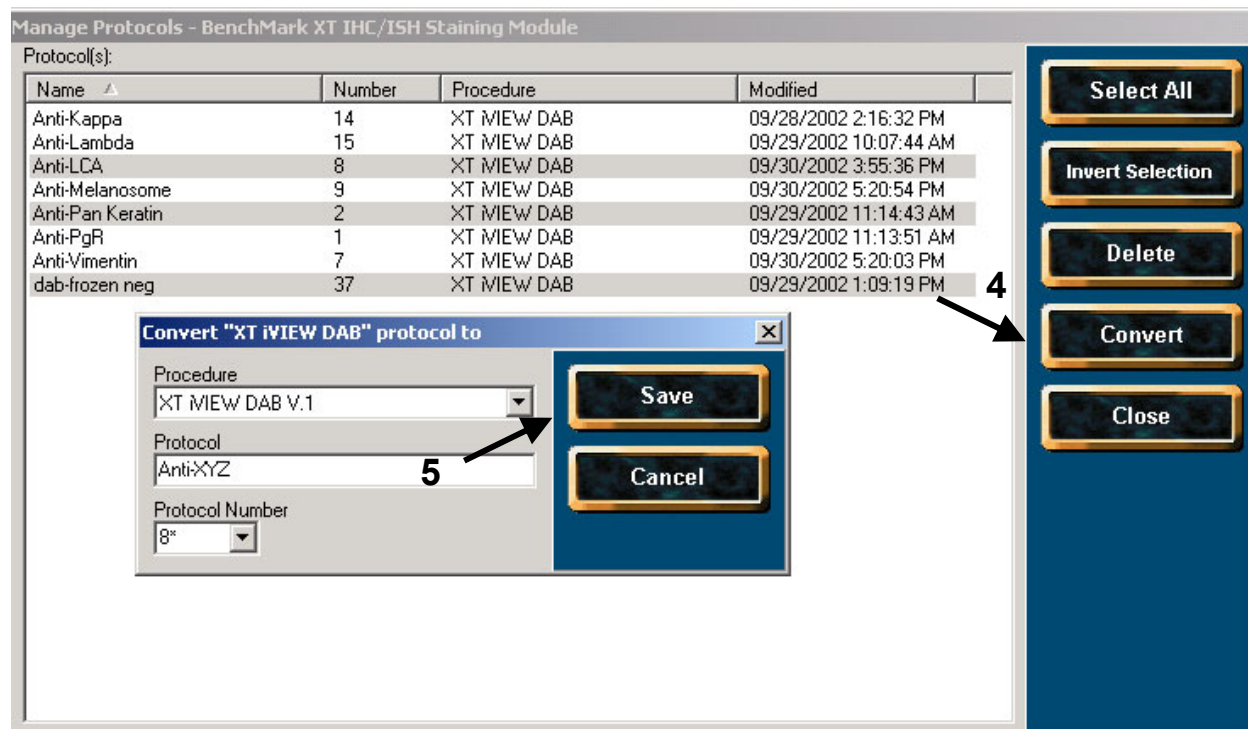 Manage Protocols - BenchMark XT IHC/ISH Staining Module
Protocol(s):
Name Number Procedure Modified
Anti-Kappa 14 XT iVIEW DAB 09/28/2002 2:16:32 PM
Anti-Lambda 15 XT iVIEW DAB 09/29/2002 10:07:44 AM
Anti-LCA 8 XT iVIEW DAB 09/30/2002 3:55:36 PM
Anti-Melanosome 9 XT iVIEW DAB 09/30/2002 5:20:54 PM
Anti-Pan Keratin 2 XT iVIEW DAB 09/29/2002 11:14:43 AM
Anti-PgR 1 XT iVIEW DAB 09/29/2002 11:13:51 AM
Anti-Vimentin 7 XT iVIEW DAB 09/30/2002 5:20:03 PM
dab-frozen neg 37 XT iVIEW DAB 09/29/2002 1:09:19 PM
Select All
Invert Selection
Delete
4
Convert
Close
Convert "XT iVIEW DAB" protocol to
Procedure
XT iVIEW DAB V.1
Protocol
Anti-XYZ
5
Protocol Number
8*
Save
Cancel